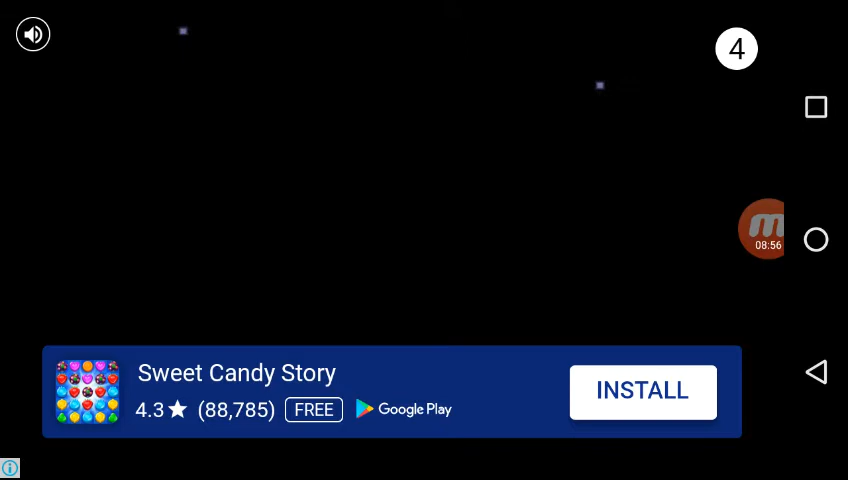 4
08:56
Sweet Candy Story
4.3★ (88,785) FREE Google Play
INSTALL